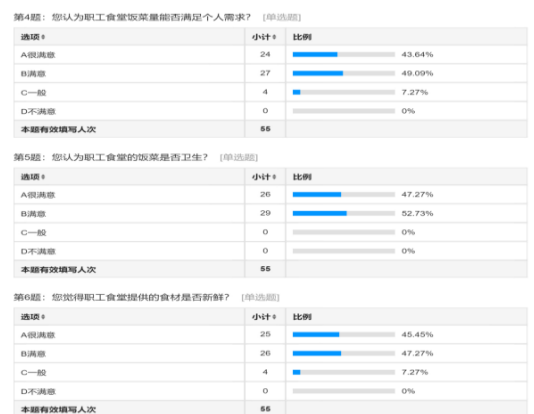 第4题：您认为职工食堂饭菜量能否满足个人需求？ [单选题]
选项 小计 比例
A很满意 24 43.64%
B满意 27 49.09%
C一般 4 7.27%
D不满意 0 0%
本题有效填写人次 55
第5题：您认为职工食堂的饭菜是否卫生？ [单选题]
选项 小计 比例
A很满意 26 47.27%
B满意 29 52.73%
C一般 0 0%
D不满意 0 0%
本题有效填写人次 55
第6题：您觉得职工食堂提供的食材是否新鲜？ [单选题]
选项 小计 比例
A很满意 25 45.45%
B满意 26 47.27%
C一般 4 7.27%
D不满意 0 0%
本题有效填写人次 55